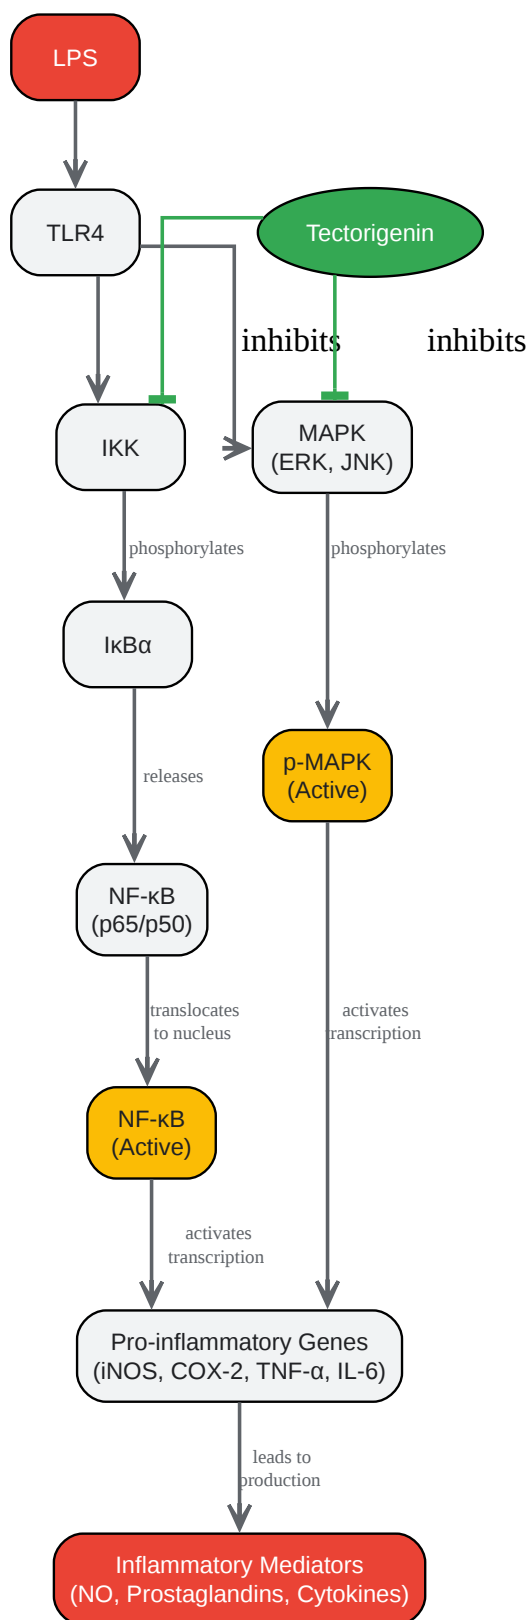 LPS
TLR4
Tectorigenin
inhibits
inhibits
IKK
MAPK
(ERK, JNK)
phosphorylates
phosphorylates
IκBα
p-MAPK
(Active)
releases
NF-κB
(p65/p50)
translocates
to nucleus
activates
transcription
NF-κB
(Active)
activates
transcription
Pro-inflammatory Genes
(iNOS, COX-2, TNF-α, IL-6)
leads to
production
Inflammatory Mediators
(NO, Prostaglandins, Cytokines)